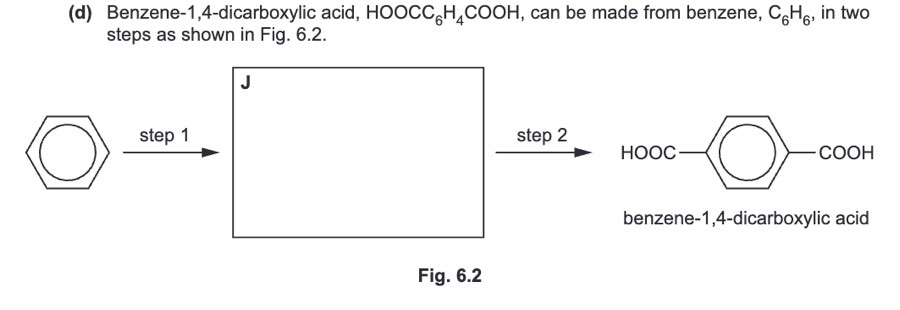 (d) Benzene-1,4-dicarboxylic acid, HOOCC₆H₄COOH, can be made from benzene, C₆H₆, in two
steps as shown in Fig. 6.2.
J
step 1
step 2
HOOC
COOH
benzene-1,4-dicarboxylic acid
Fig. 6.2